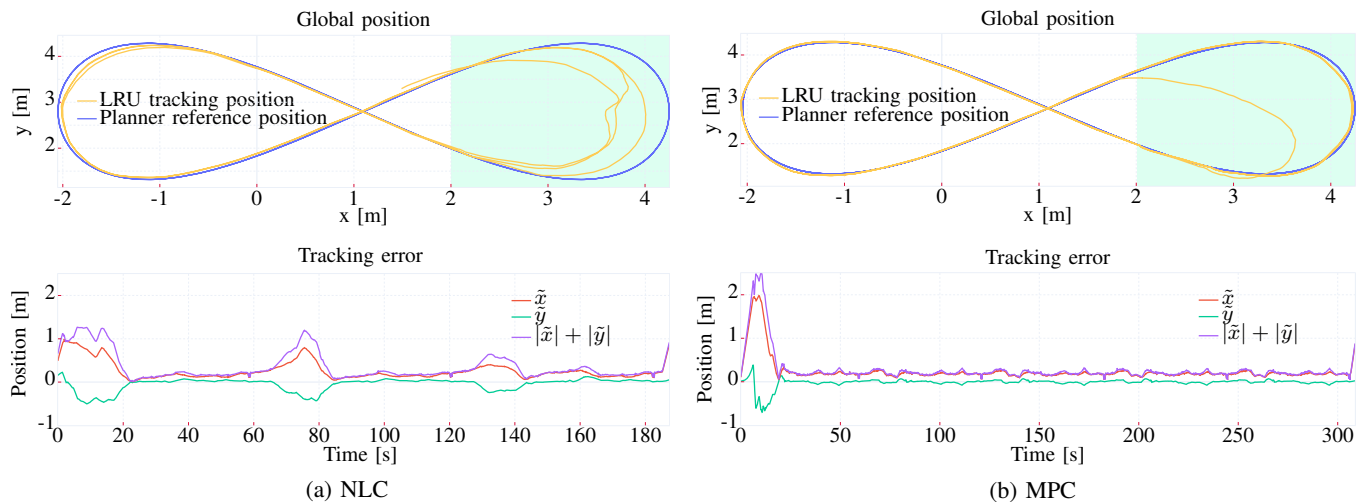 Global position
y [m]
4
3
2
LRU tracking position
Planner reference position
-2 -1 0 1 2 3 4
x [m]
Tracking error
Position [m]
2
1
0
-1
x̃
ỹ
|x̃| + |ỹ|
0 20 40 60 80 100 120 140 160 180
Time [s]
(a) NLC
Global position
y [m]
4
3
2
LRU tracking position
Planner reference position
-2 -1 0 1 2 3 4
x [m]
Tracking error
Position [m]
2
1
0
-1
x̃
ỹ
|x̃| + |ỹ|
0 50 100 150 200 250 300
Time [s]
(b) MPC